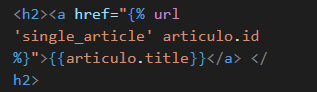 <h2><a href="{% url
'single_article' articulo.id
%}">{{articulo.title}}</a> </
h2>